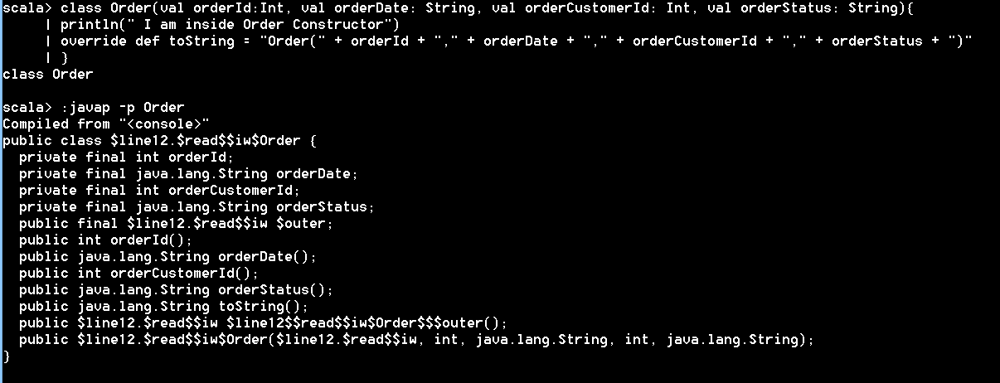 scala> class Order(val orderId:Int, val orderDate: String, val orderCustomerId: Int, val orderStatus: String){
     | println(" I am inside Order Constructor")
     | override def toString = "Order(" + orderId + "," + orderDate + "," + orderCustomerId + "," + orderStatus + ")"
     | }
class Order

scala> :javap -p Order
Compiled from "<console>"
public class $line12.$read$$iw$Order {
  private final int orderId;
  private final java.lang.String orderDate;
  private final int orderCustomerId;
  private final java.lang.String orderStatus;
  public final $line12.$read$$iw $outer;
  public int orderId();
  public java.lang.String orderDate();
  public int orderCustomerId();
  public java.lang.String orderStatus();
  public java.lang.String toString();
  public $line12.$read$$iw $line12$$read$$iw$Order$$$outer();
  public $line12.$read$$iw$Order($line12.$read$$iw, int, java.lang.String, int, java.lang.String);
}